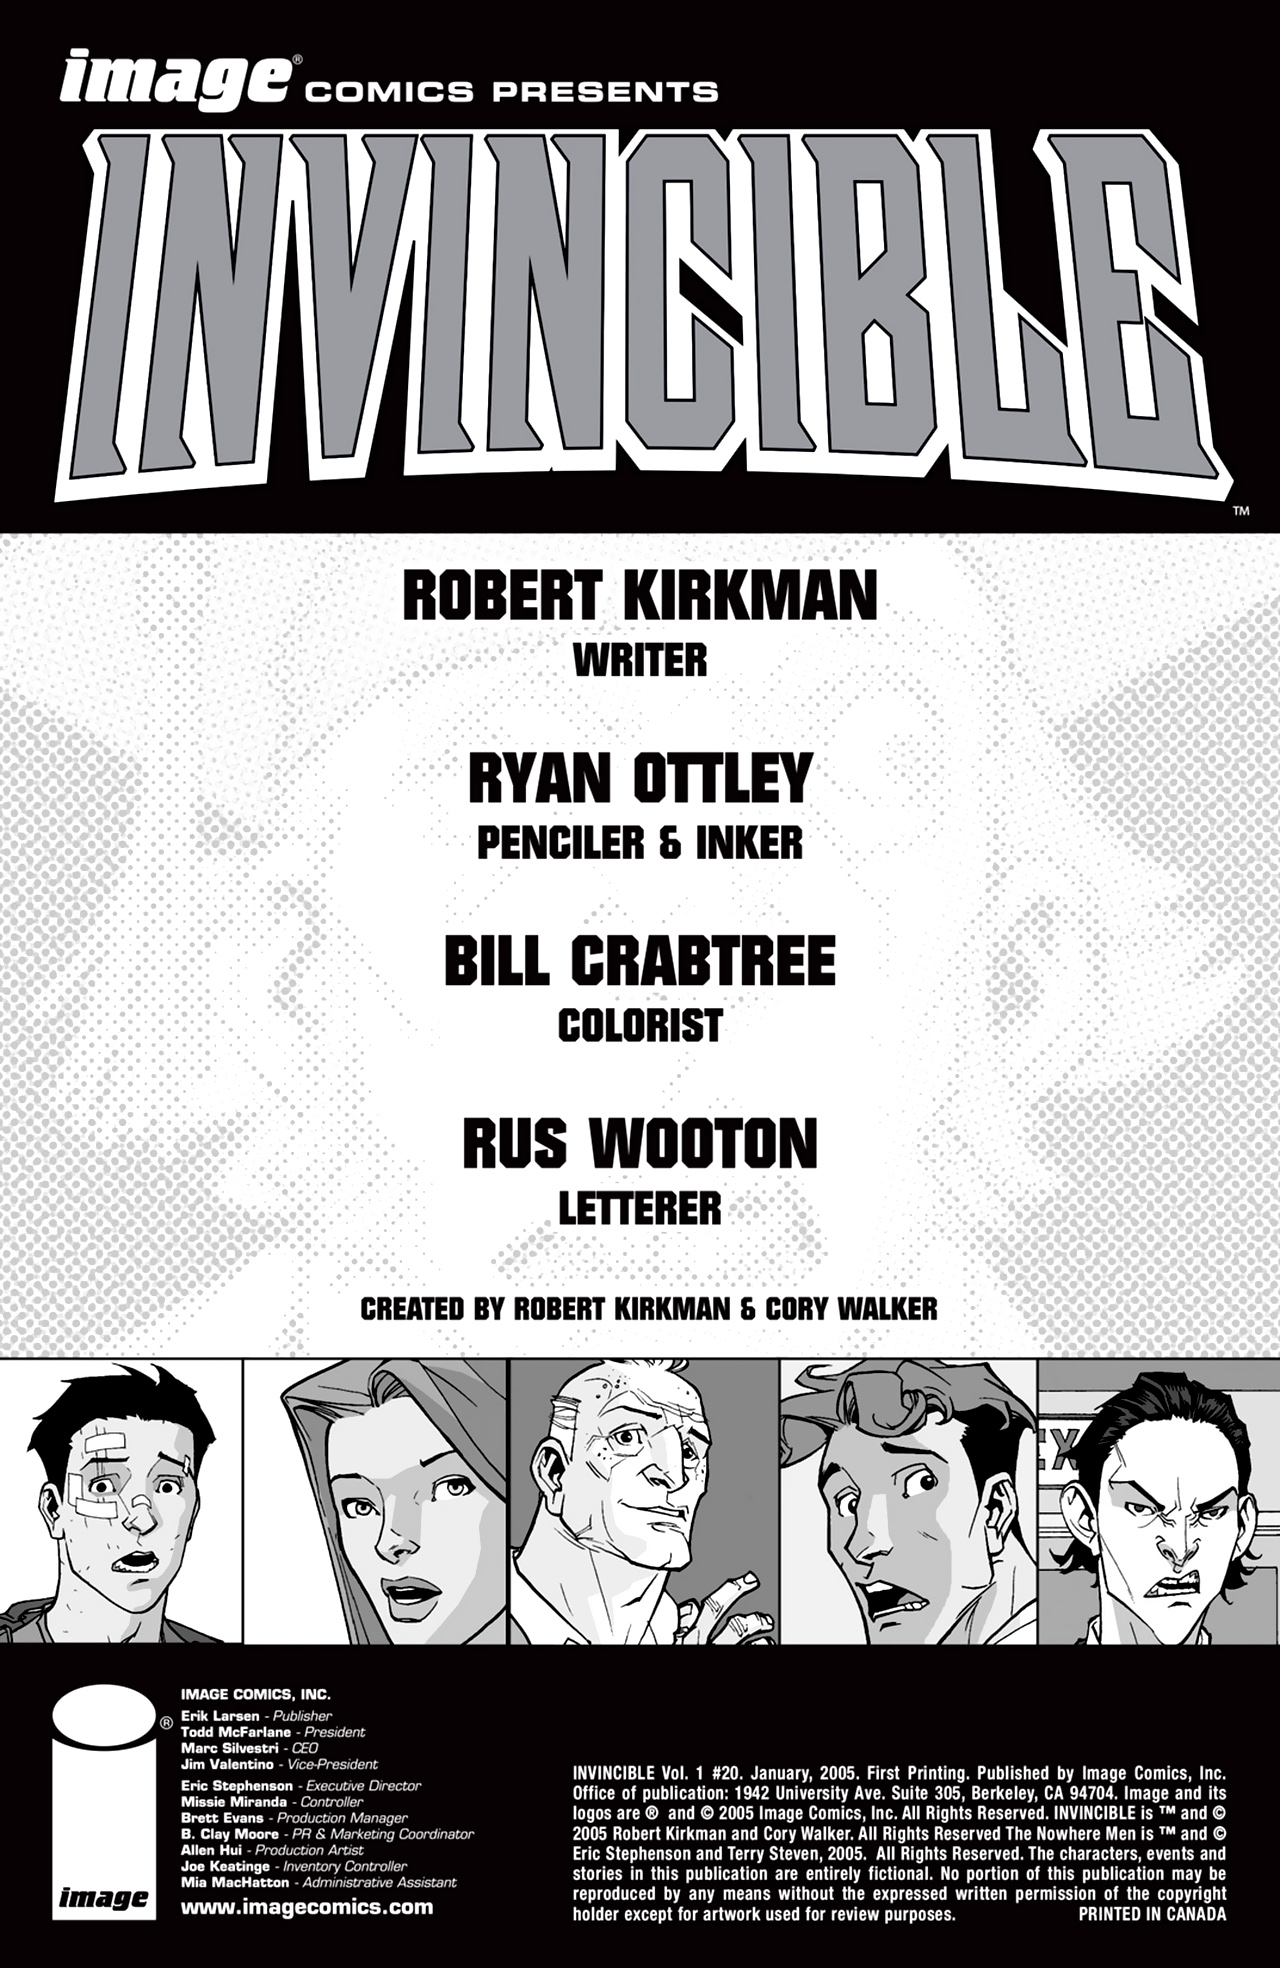 image® COMICS PRESENTS
INVINCIBLE™
ROBERT KIRKMAN
WRITER
RYAN OTTLEY
PENCILER & INKER
BILL CRABTREE
COLORIST
RUS WOOTON
LETTERER
CREATED BY ROBERT KIRKMAN & CORY WALKER
EX
®
image
IMAGE COMICS, INC.
Erik Larsen - Publisher
Todd McFarlane - President
Marc Silvestri - CEO
Jim Valentino - Vice-President
Eric Stephenson - Executive Director
Missie Miranda - Controller
Brett Evans - Production Manager
B. Clay Moore - PR & Marketing Coordinator
Allen Hui - Production Artist
Joe Keatinge - Inventory Controller
Mia MacHatton - Administrative Assistant
www.imagecomics.com
INVINCIBLE Vol. 1 #20. January, 2005. First Printing. Published by Image Comics, Inc.
Office of publication: 1942 University Ave. Suite 305, Berkeley, CA 94704. Image and its
logos are ® and © 2005 Image Comics, Inc. All Rights Reserved. INVINCIBLE is ™ and ©
2005 Robert Kirkman and Cory Walker. All Rights Reserved The Nowhere Men is ™ and ©
Eric Stephenson and Terry Steven, 2005. All Rights Reserved. The characters, events and
stories in this publication are entirely fictional. No portion of this publication may be
reproduced by any means without the expressed written permission of the copyright
holder except for artwork used for review purposes. PRINTED IN CANADA